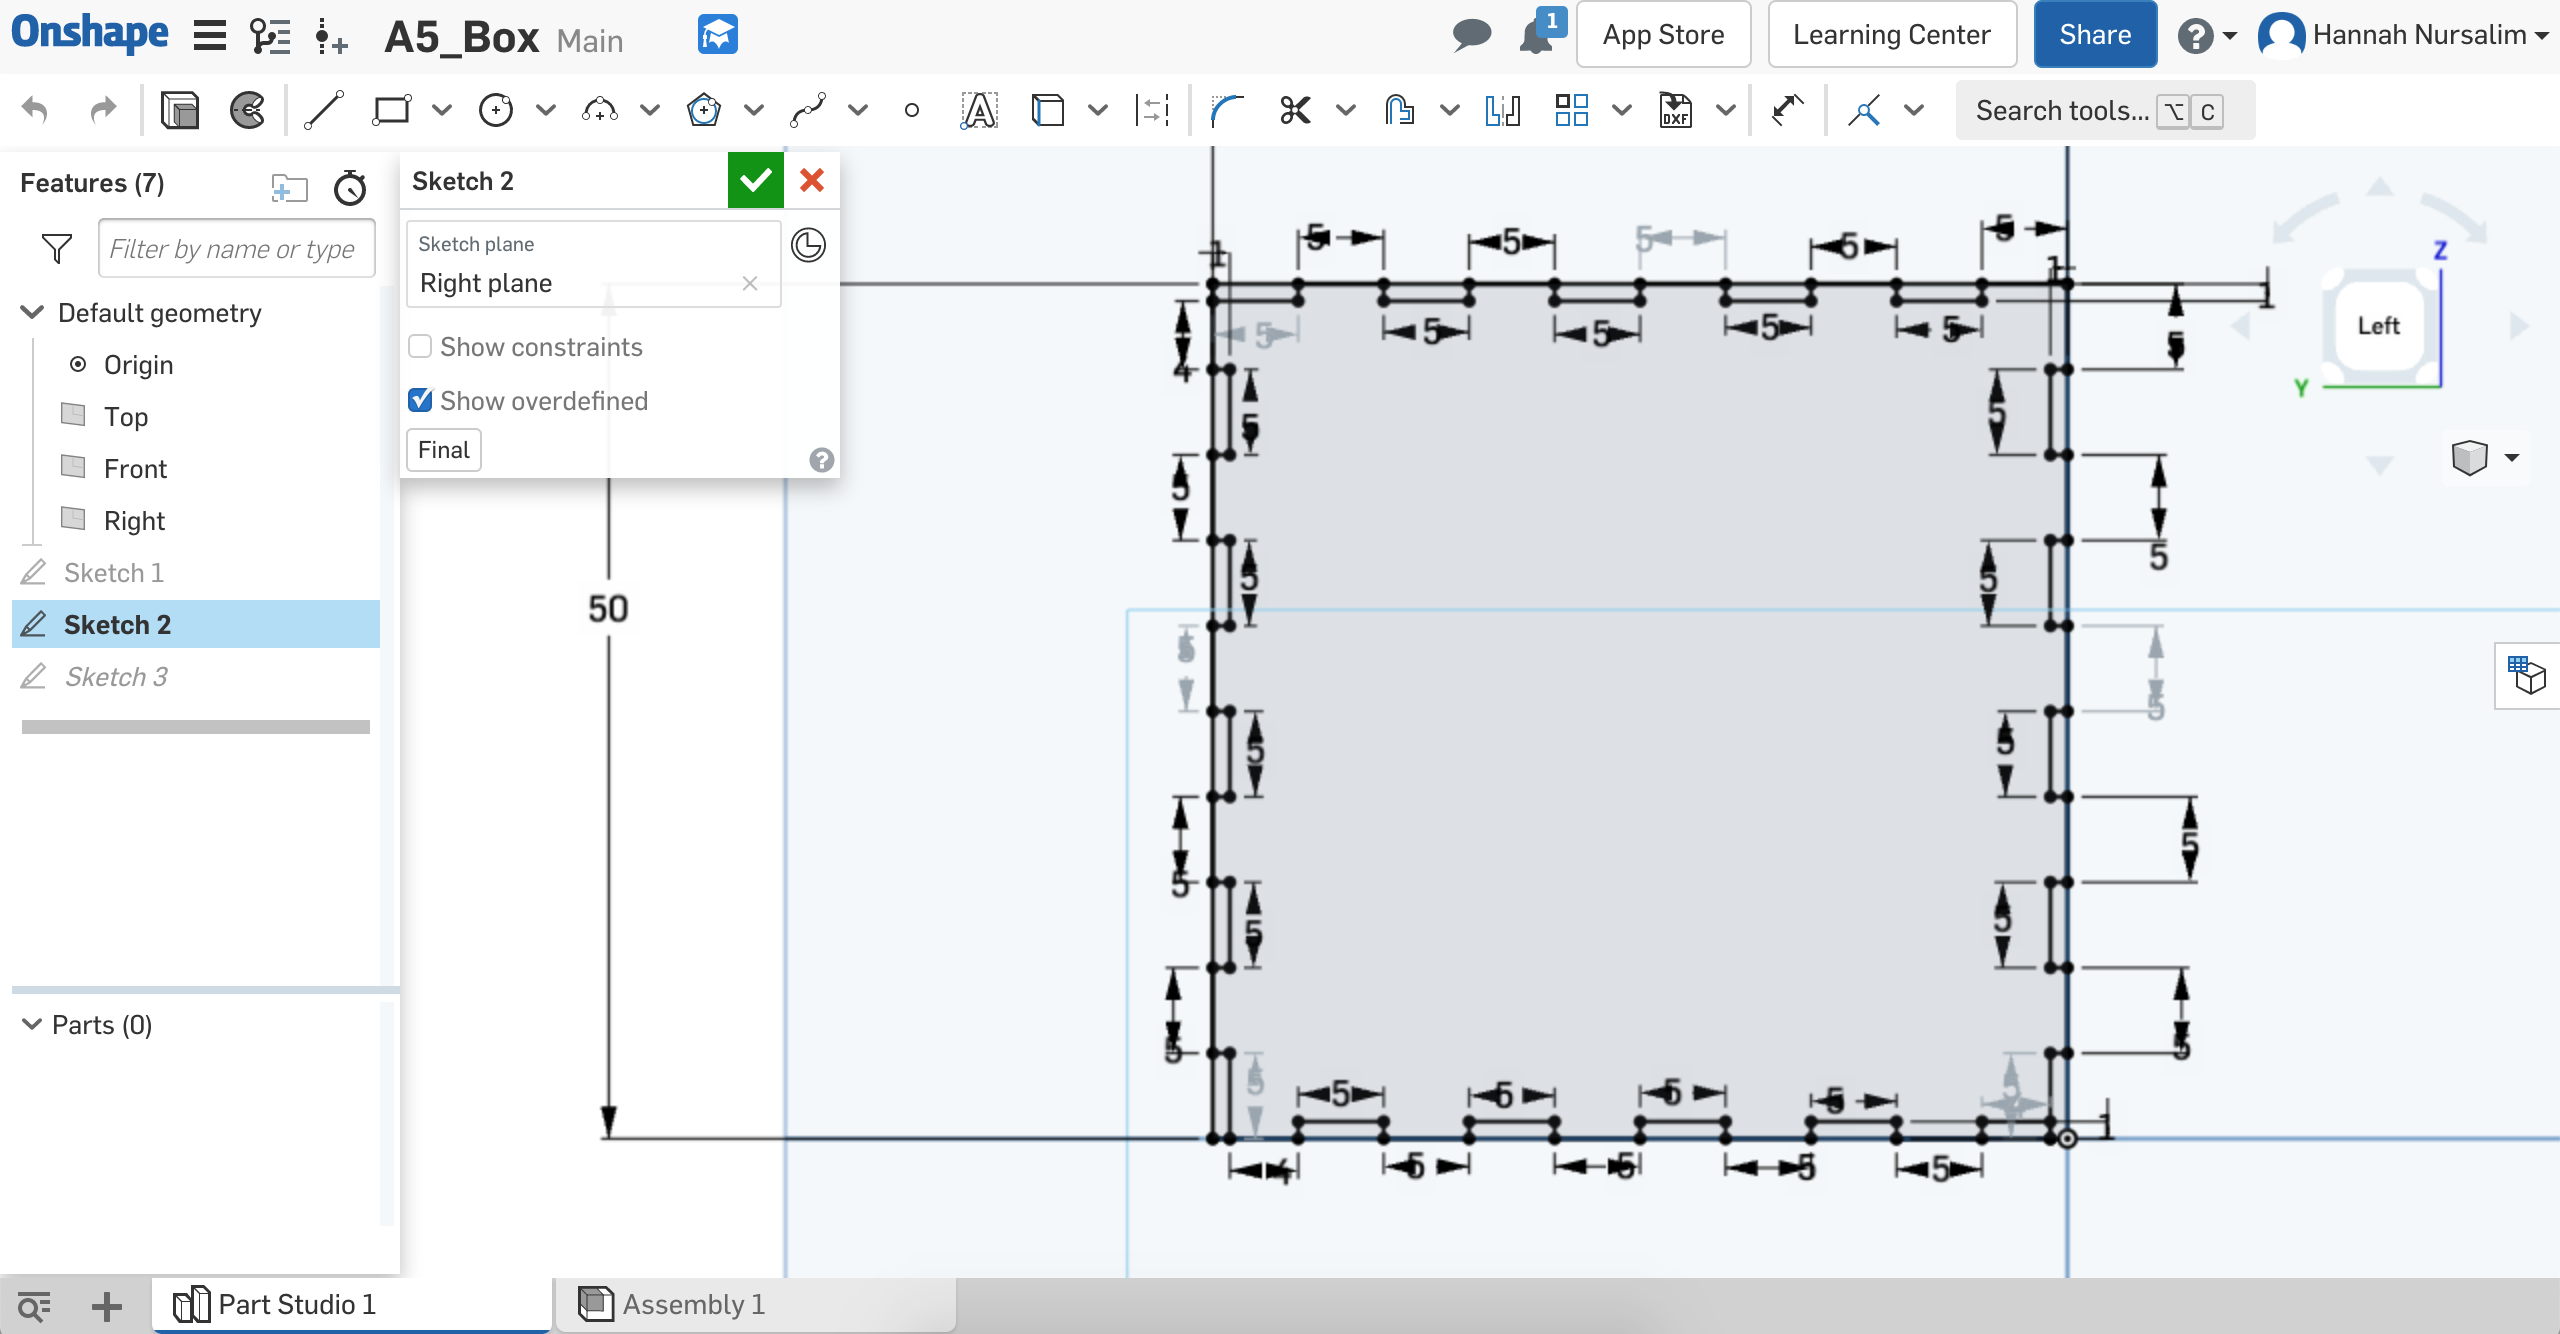 Onshape A5_Box Main 1 App Store Learning Center Share ? Hannah Nursalim
A DXF Search tools... ⌥ C
Features (7)
Filter by name or type
Default geometry
Origin
Top
Front
Right
Sketch 1
Sketch 2
Sketch 3
Parts (0)
Sketch 2
Sketch plane
Right plane
Show constraints
Show overdefined
Final
?
50
1 5 5 5 5 5 1 1
5 5 5 5 5
4 5
5 5
5 5
5 5 5
5 5
5 5
5 5
5 5
5 5
5 5
5 5
5 5 5 5 1
4 5 5 5 5
Left
Z
Y
Part Studio 1 Assembly 1